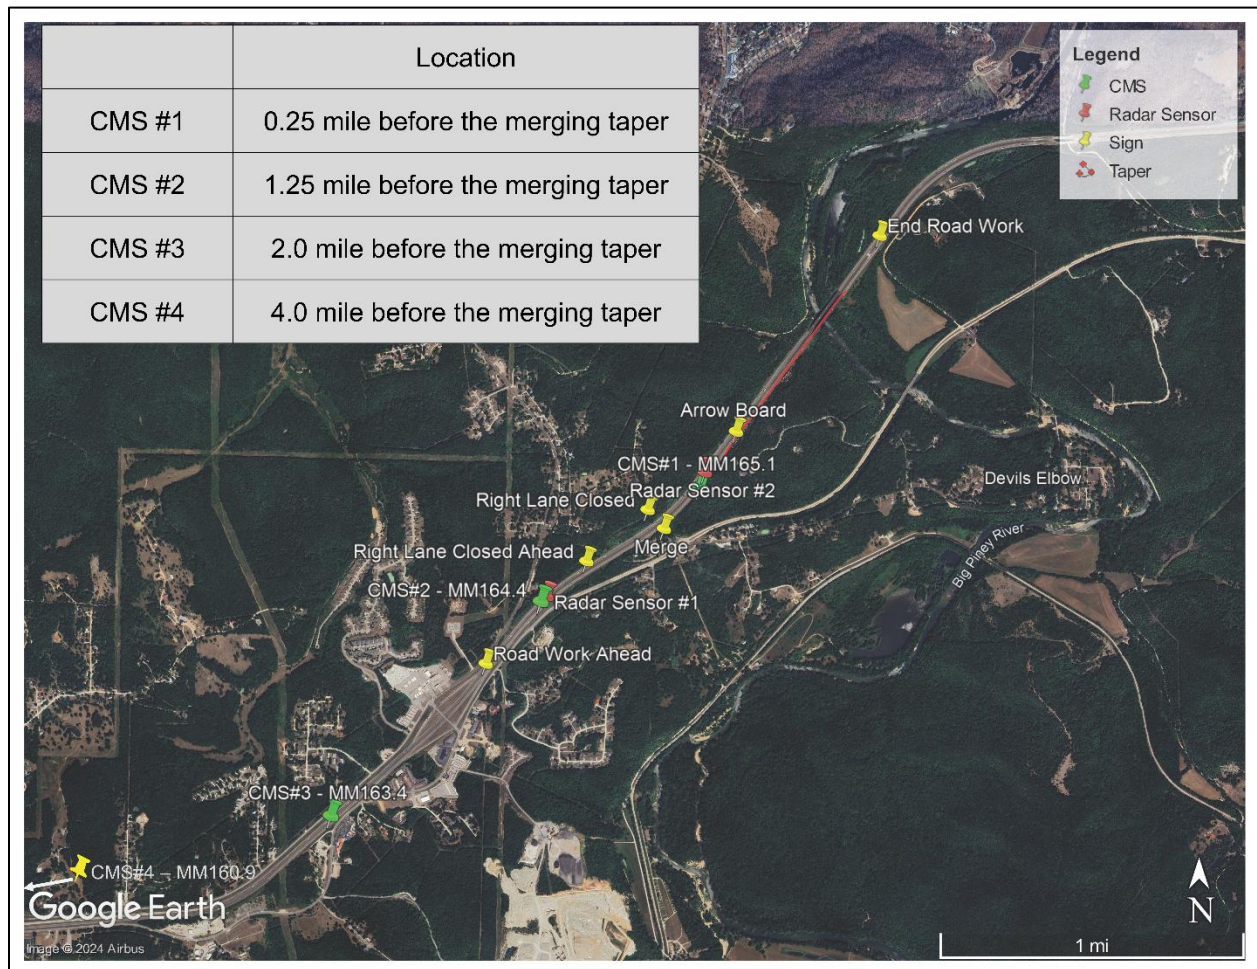 Location
CMS #1 0.25 mile before the merging taper
CMS #2 1.25 mile before the merging taper
CMS #3 2.0 mile before the merging taper
CMS #4 4.0 mile before the merging taper
Legend
CMS
Radar Sensor
Sign
Taper
End Road Work
Arrow Board
CMS#1 - MM165.1
Radar Sensor #2
Right Lane Closed
Devils Elbow
Merge
Big Piney River
Right Lane Closed Ahead
CMS#2 - MM164.4
Radar Sensor #1
Road Work Ahead
CMS#3 - MM163.4
CMS#4 – MM160.9
Google Earth
Image © 2024 Airbus
N
1 mi